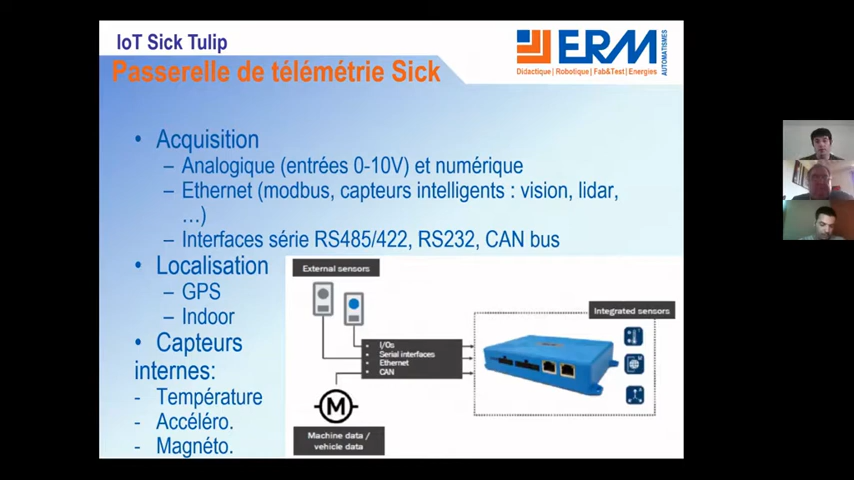 IoT Sick Tulip
Passerelle de télémétrie Sick
ERM
AUTOMATISMES
Didactique | Robotique | Fab&Test | Energies
• Acquisition
– Analogique (entrées 0-10V) et numérique
– Ethernet (modbus, capteurs intelligents : vision, lidar,
…)
– Interfaces série RS485/422, RS232, CAN bus
• Localisation
– GPS
– Indoor
• Capteurs
internes:
- Température
- Accéléro.
- Magnéto.
External sensors
• I/Os
• Serial interfaces
• Ethernet
• CAN
M
Machine data /
vehicle data
Integrated sensors